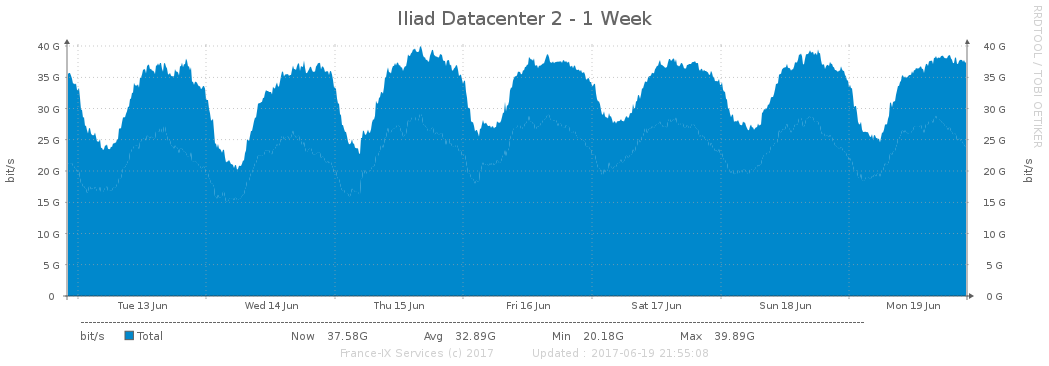 Iliad Datacenter 2 - 1 Week
RRDTOOL / TOBI OETIKER
40 G 40 G
35 G 35 G
30 G 30 G
25 G 25 G
20 G 20 G
15 G 15 G
10 G 10 G
5 G 5 G
0 0 G
bit/s bit/s
Tue 13 Jun Wed 14 Jun Thu 15 Jun Fri 16 Jun Sat 17 Jun Sun 18 Jun Mon 19 Jun
bit/s Total Now 37.58G Avg 32.89G Min 20.18G Max 39.89G
France-IX Services (c) 2017 Updated : 2017-06-19 21:55:08